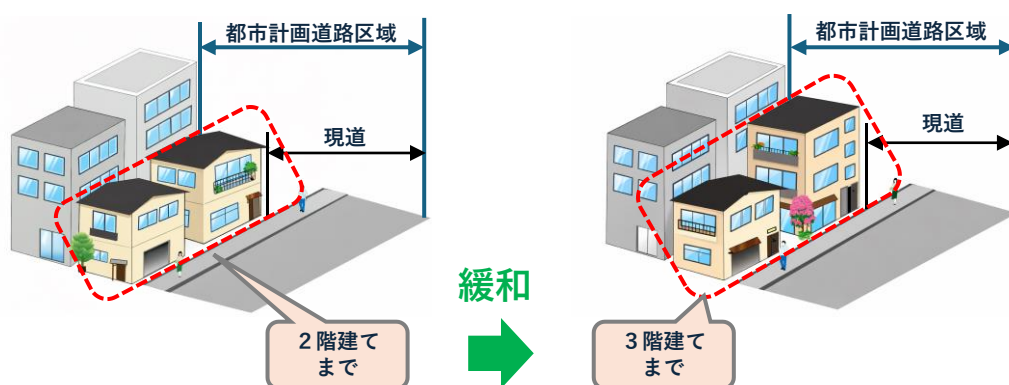 都市計画道路区域
現道
２階建て
まで
緩和
都市計画道路区域
現道
３階建て
まで